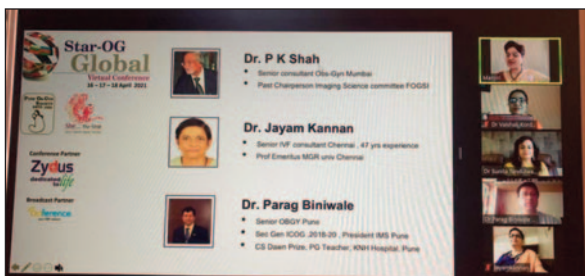 Star-OG
Global
Virtual Conference
16 – 17 – 18 April 2021
Conference Partner
Zydus
dedicated
to life
Broadcast Partner
Dr. P K Shah
Senior consultant Obs-Gyn Mumbai
Past Chairperson Imaging Science committee FOGSI
Dr. Jayam Kannan
Senior IVF consultant Chennai , 47 yrs experience
Prof Emeritus MGR univ Chennai
Dr. Parag Biniwale
Senior OBGY Pune
Sec Gen ICOG ,2018-20 , President IMS Pune
CS Dawn Prize, PG Teacher, KNH Hospital, Pune